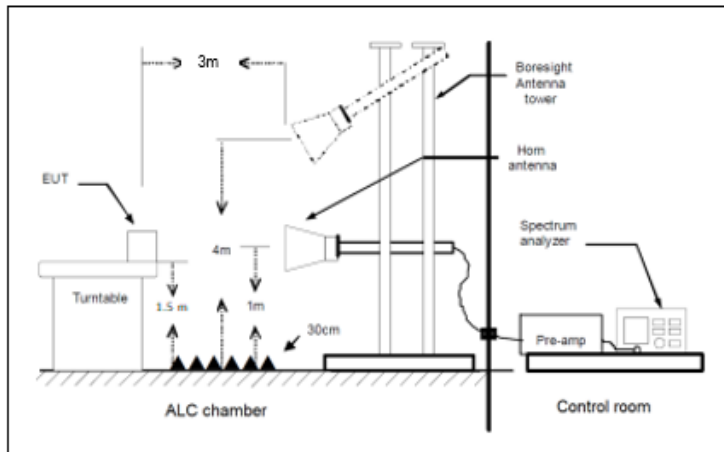 3m
Boresight
Antenna
tower
Horn
antenna
EUT
Spectrum
analyzer
4m
Turntable
1.5 m
1m
30cm
Pre-amp
ALC chamber
Control room